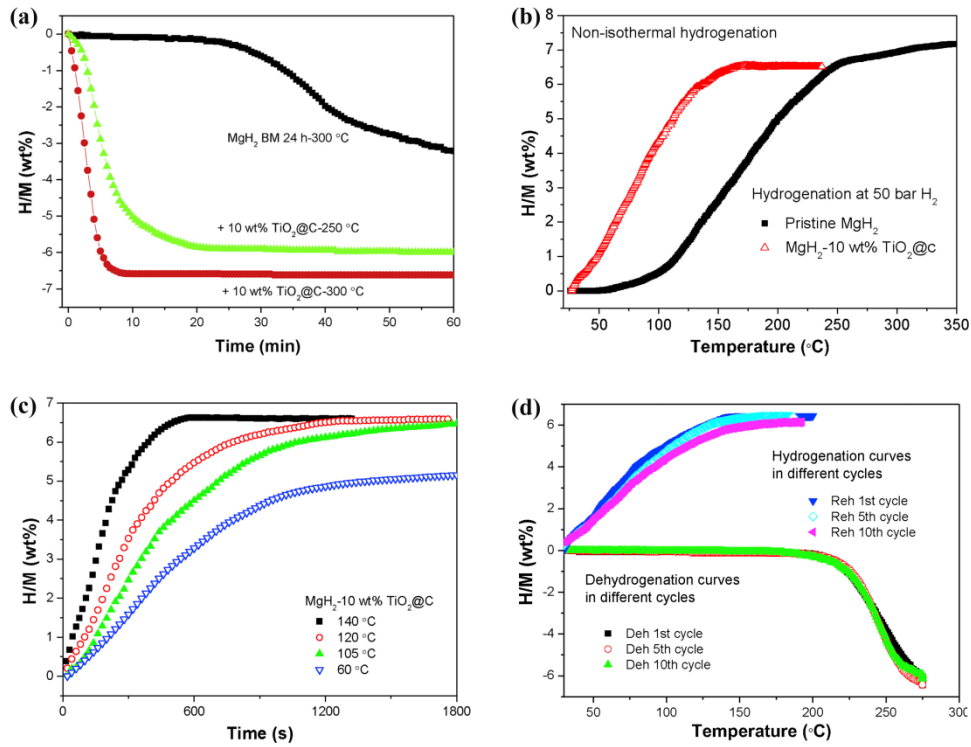 (a)
0
-1
-2
-3
-4
-5
-6
-7
H/M (wt%)
MgH₂ BM 24 h-300 °C
+ 10 wt% TiO₂@C-250 °C
+ 10 wt% TiO₂@C-300 °C
0 10 20 30 40 50 60
Time (min)
(b)
8
7
6
5
4
3
2
1
0
H/M (wt%)
Non-isothermal hydrogenation
Hydrogenation at 50 bar H₂
Pristine MgH₂
MgH₂-10 wt% TiO₂@c
50 100 150 200 250 300 350
Temperature (°C)
(c)
7
6
5
4
3
2
1
0
H/M (wt%)
MgH₂-10 wt% TiO₂@C
140 °C
120 °C
105 °C
60 °C
0 600 1200 1800
Time (s)
(d)
6
4
2
0
-2
-4
-6
H/M (wt%)
Hydrogenation curves
in different cycles
Reh 1st cycle
Reh 5th cycle
Reh 10th cycle
Dehydrogenation curves
in different cycles
Deh 1st cycle
Deh 5th cycle
Deh 10th cycle
50 100 150 200 250
Temperature (°C)